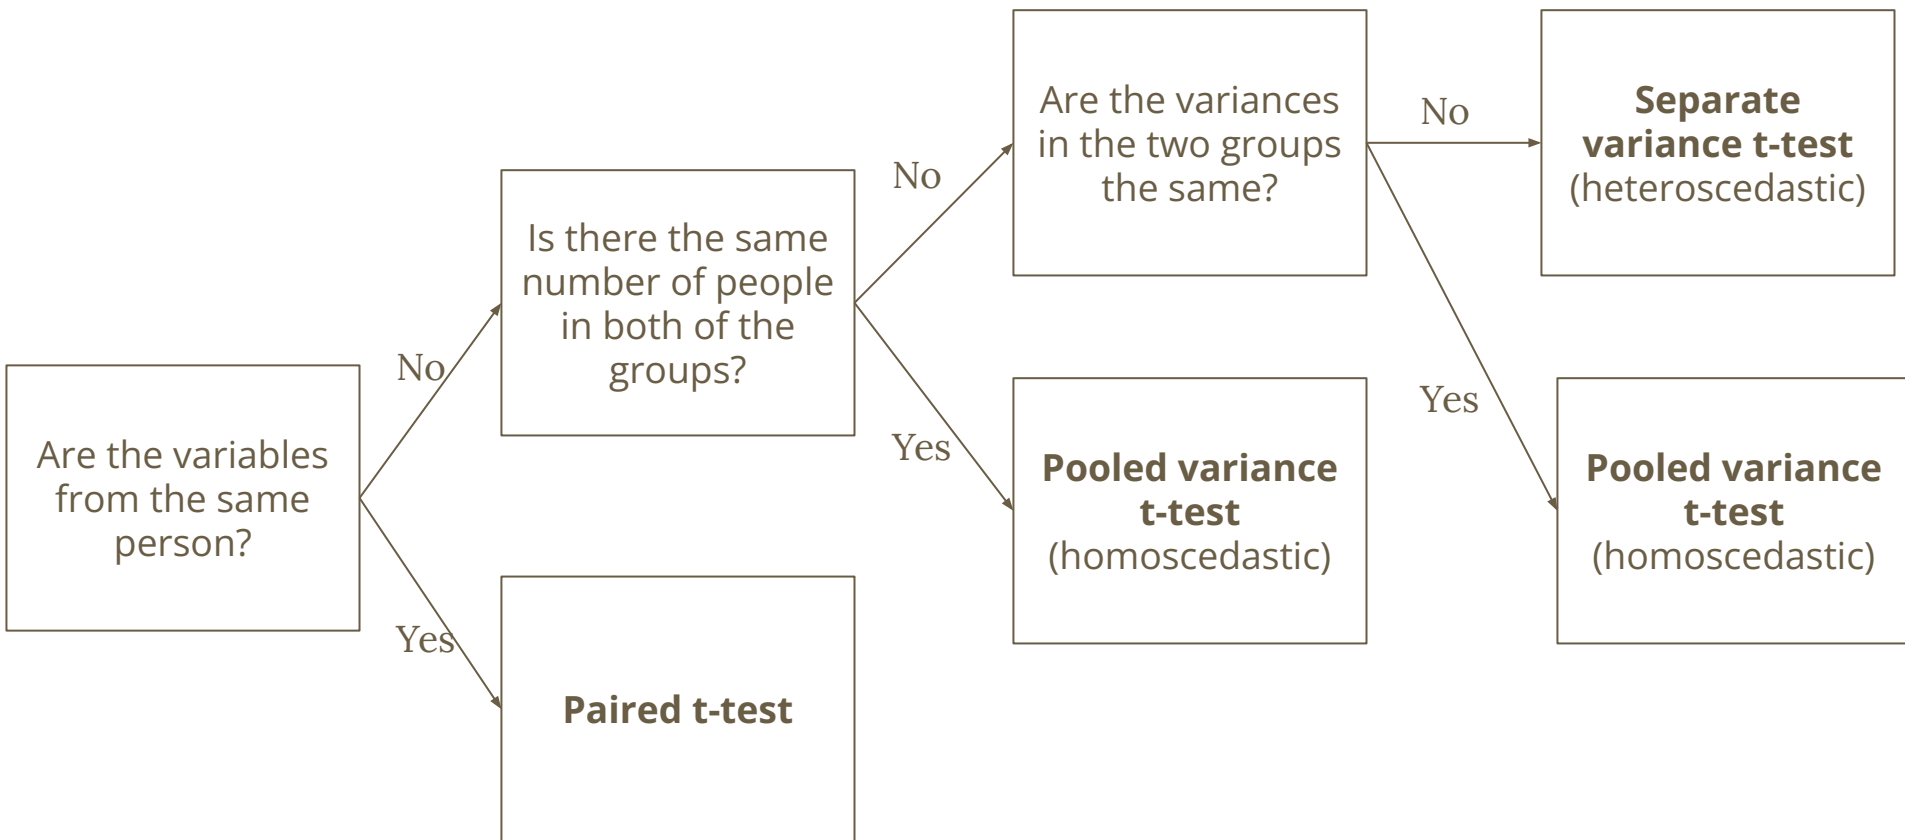 Are the variables
from the same
person?
No
Yes
Is there the same
number of people
in both of the
groups?
Paired t-test
No
Yes
Are the variances
in the two groups
the same?
Pooled variance
t-test
(homoscedastic)
No
Yes
Separate
variance t-test
(heteroscedastic)
Pooled variance
t-test
(homoscedastic)